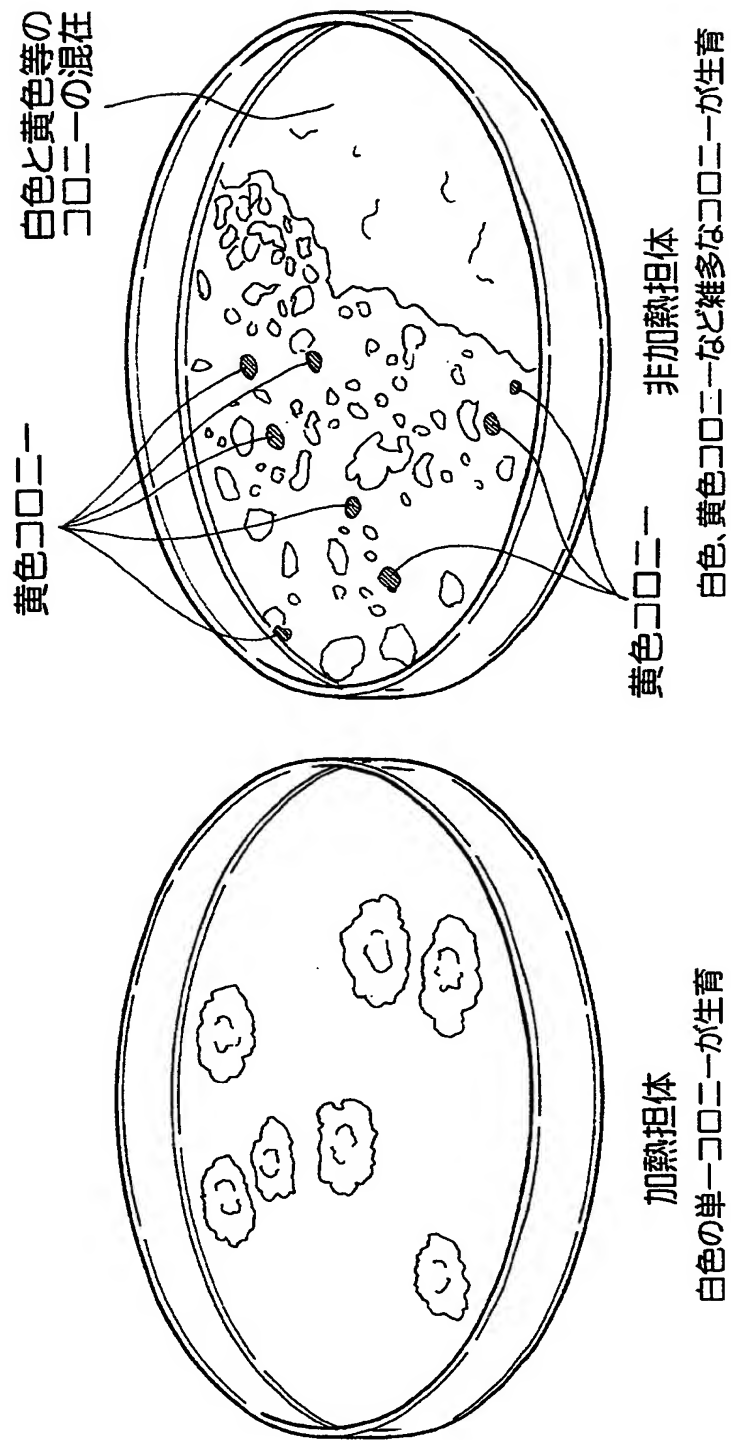 黄色コロニー
白色と黄色等の
コロニーの混在
黄色コロニー
加熱担体
白色の単一コロニーが生育
非加熱担体
白色、黄色コロニーなど雑多なコロニーが生育